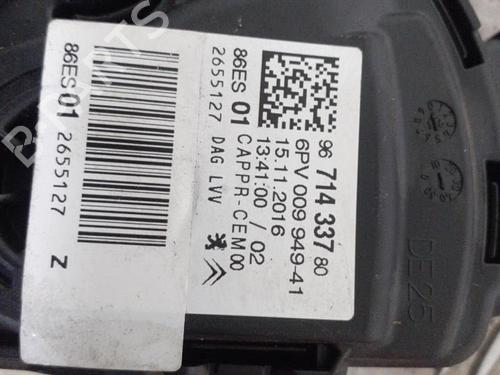 96 714 337 80
6PV 009 949-41
15.11.2016
13:41:00 / 02
86ES 01 CAPPR-CEM00
2655127 DAG LVV
86ES 01 2655127
Z
DE25
B-PARTS